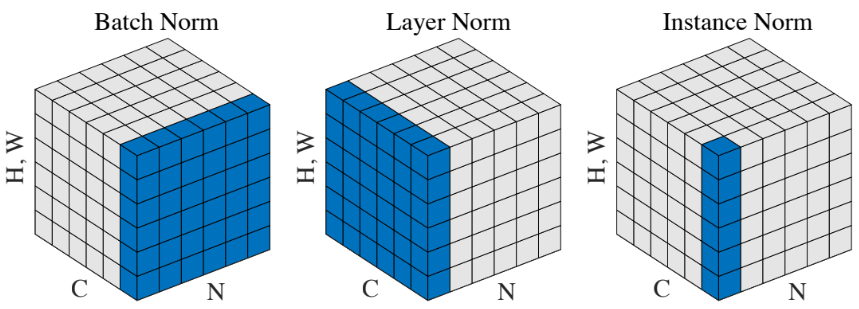 Batch Norm
H, W
C
N
Layer Norm
H, W
C
N
Instance Norm
H, W
C
N